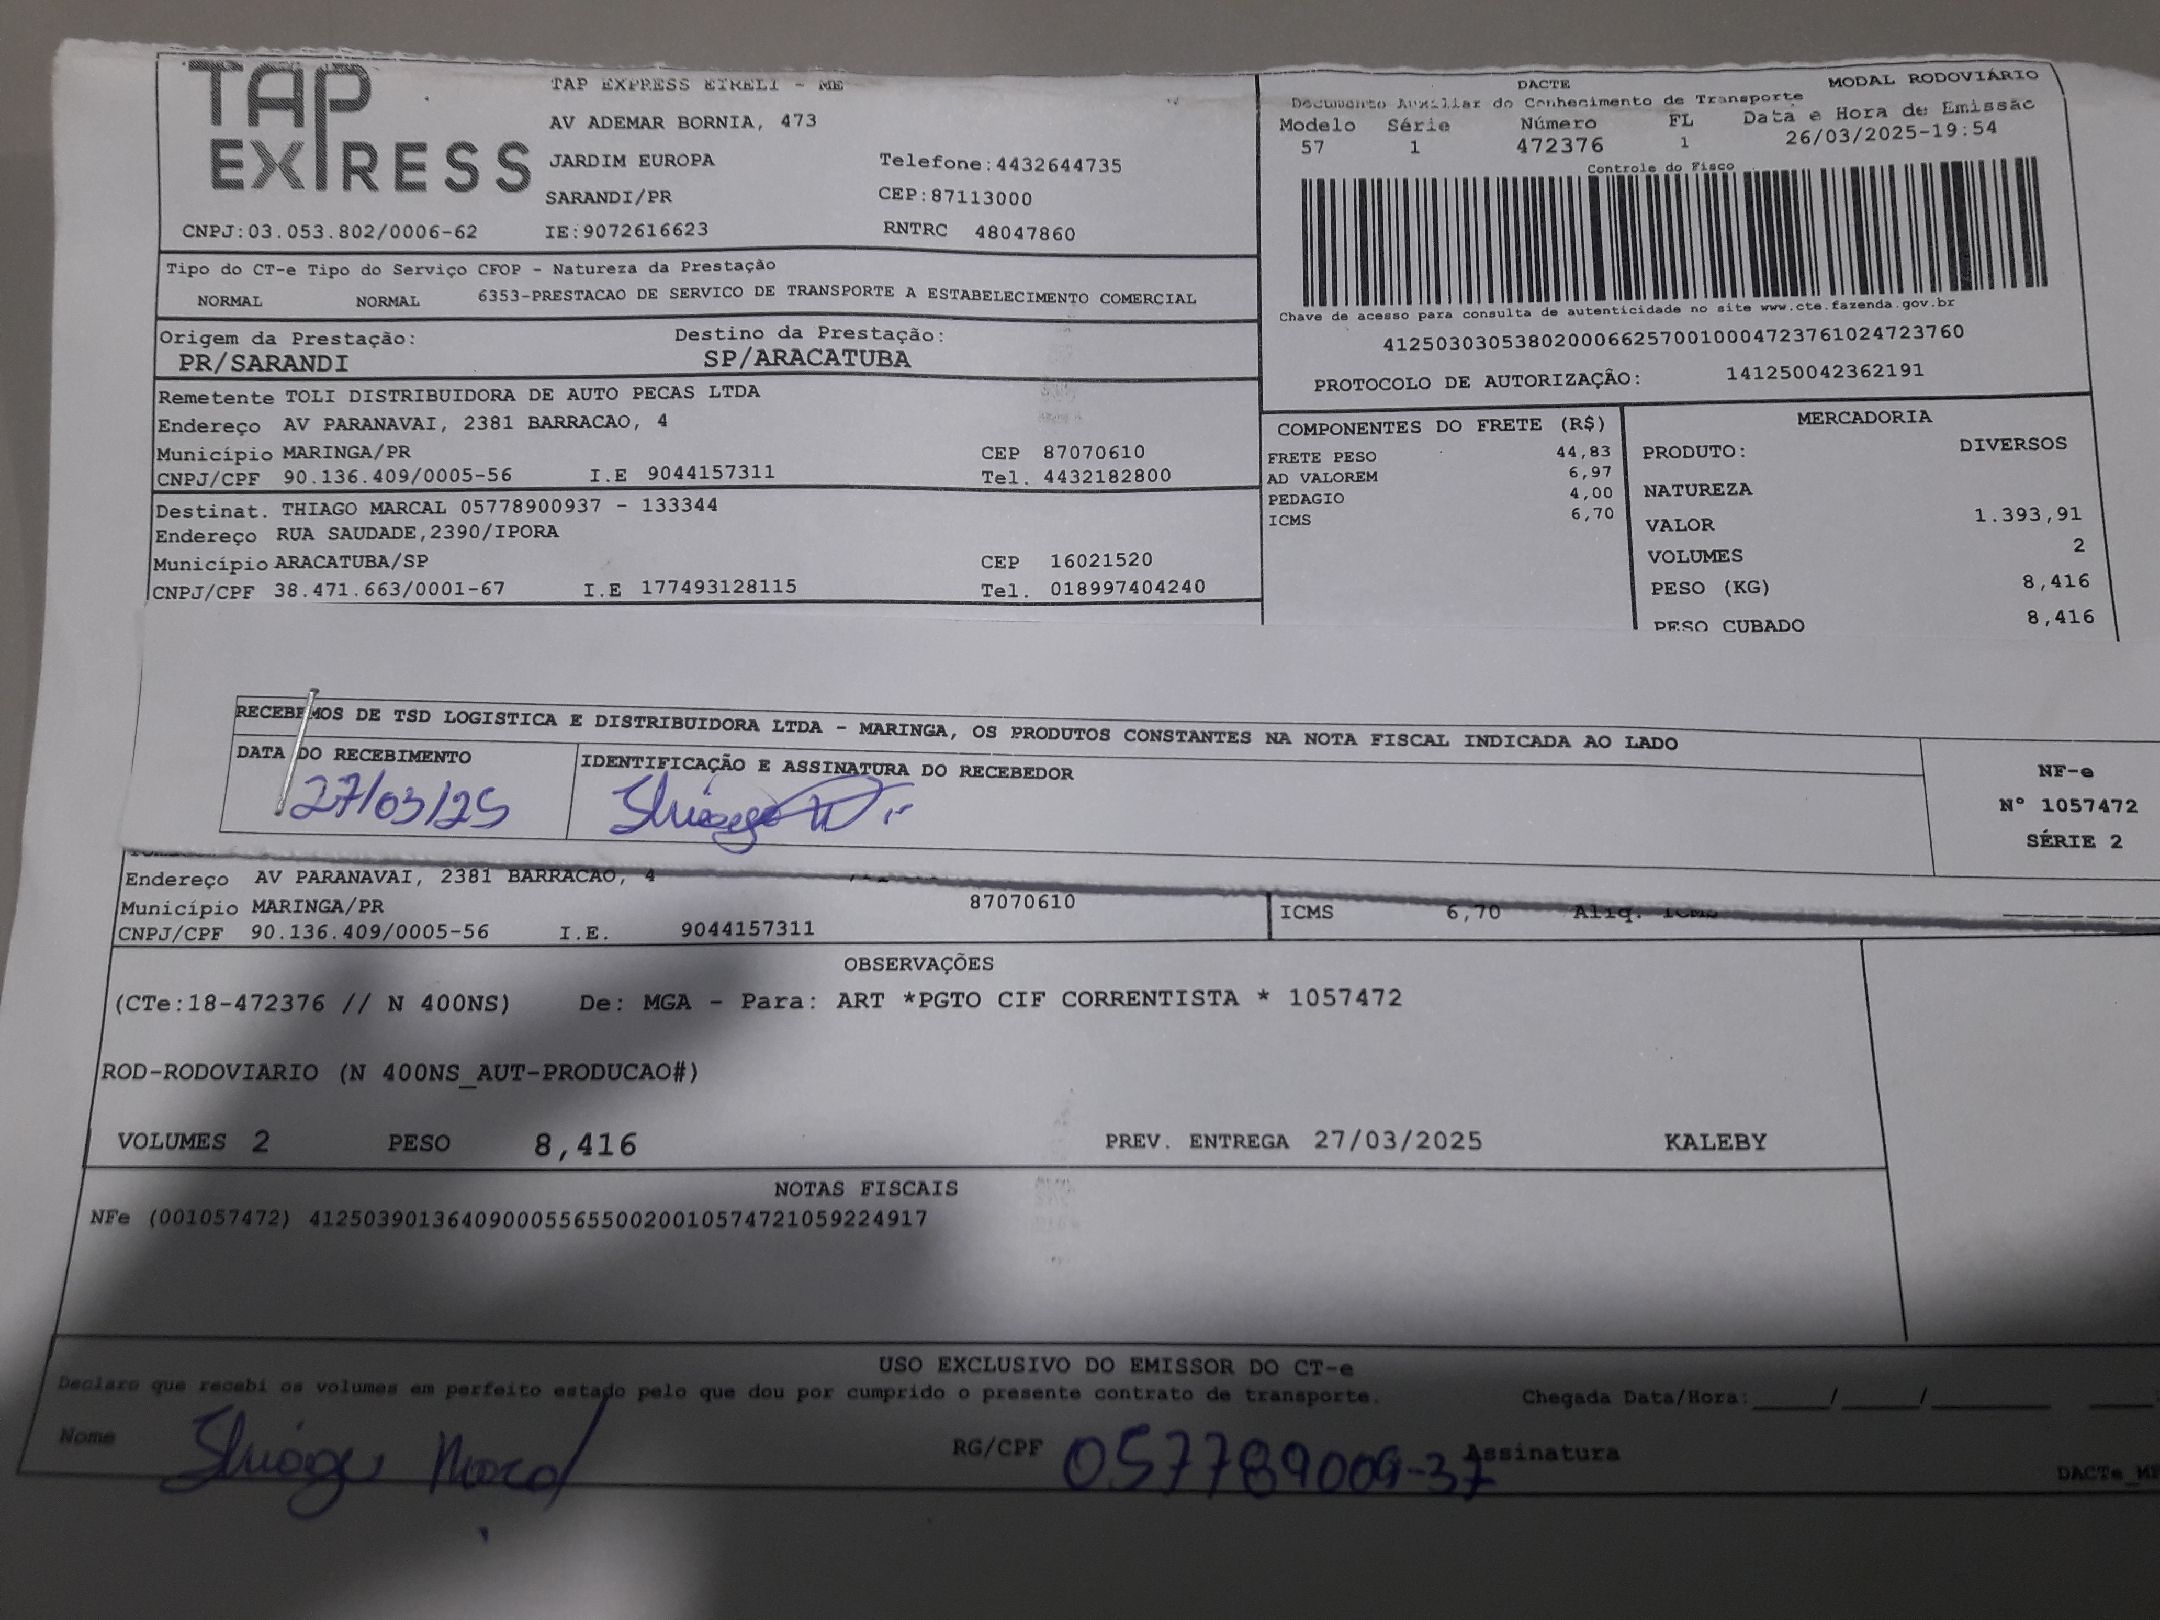 TAP EXPRESS
TAP EXPRESS EIRELI - ME
AV ADEMAR BORNIA, 473
JARDIM EUROPA Telefone:4432644735
SARANDI/PR CEP:87113000
CNPJ:03.053.802/0006-62 IE:9072616623 RNTRC 48047860
DACTE MODAL RODOVIÁRIO
Documento Auxiliar do Conhecimento de Transporte
Modelo Série Número FL Data e Hora de Emissão
57 1 472376 1 26/03/2025-19:54
Controle do Fisco
Chave de acesso para consulta de autenticidade no site www.cte.fazenda.gov.br
41250303053802000662570010004723761024723760
PROTOCOLO DE AUTORIZAÇÃO: 141250042362191
Tipo do CT-e Tipo do Serviço CFOP - Natureza da Prestação
NORMAL NORMAL 6353-PRESTACAO DE SERVICO DE TRANSPORTE A ESTABELECIMENTO COMERCIAL
Origem da Prestação: Destino da Prestação:
PR/SARANDI SP/ARACATUBA
Remetente TOLI DISTRIBUIDORA DE AUTO PECAS LTDA
Endereço AV PARANAVAI, 2381 BARRACAO, 4
Município MARINGA/PR CEP 87070610
CNPJ/CPF 90.136.409/0005-56 I.E 9044157311 Tel. 4432182800
Destinat. THIAGO MARCAL 05778900937 - 133344
Endereço RUA SAUDADE,2390/IPORA
Município ARACATUBA/SP CEP 16021520
CNPJ/CPF 38.471.663/0001-67 I.E 177493128115 Tel. 018997404240
COMPONENTES DO FRETE (R$)
FRETE PESO 44,83
AD VALOREM 6,97
PEDAGIO 4,00
ICMS 6,70
MERCADORIA
PRODUTO: DIVERSOS
NATUREZA
VALOR 1.393,91
VOLUMES 2
PESO (KG) 8,416
PESO CUBADO 8,416
RECEBEMOS DE TSD LOGISTICA E DISTRIBUIDORA LTDA - MARINGA, OS PRODUTOS CONSTANTES NA NOTA FISCAL INDICADA AO LADO
DATA DO RECEBIMENTO IDENTIFICAÇÃO E ASSINATURA DO RECEBEDOR
27/03/25
NF-e
Nº 1057472
SÉRIE 2
Endereço AV PARANAVAI, 2381 BARRACAO, 4
Município MARINGA/PR 87070610
CNPJ/CPF 90.136.409/0005-56 I.E. 9044157311
ICMS 6,70 Aliq. ICMS
OBSERVAÇÕES
(CTe:18-472376 // N 400NS) De: MGA - Para: ART *PGTO CIF CORRENTISTA * 1057472
ROD-RODOVIARIO (N 400NS_AUT-PRODUCAO#)
VOLUMES 2 PESO 8,416 PREV. ENTREGA 27/03/2025 KALEBY
NOTAS FISCAIS
NFe (001057472) 41250390136409000556550020010574721059224917
USO EXCLUSIVO DO EMISSOR DO CT-e
Declaro que recebi os volumes em perfeito estado pelo que dou por cumprido o presente contrato de transporte. Chegada Data/Hora:____/____/____
Nome RG/CPF 057789009-37 Assinatura